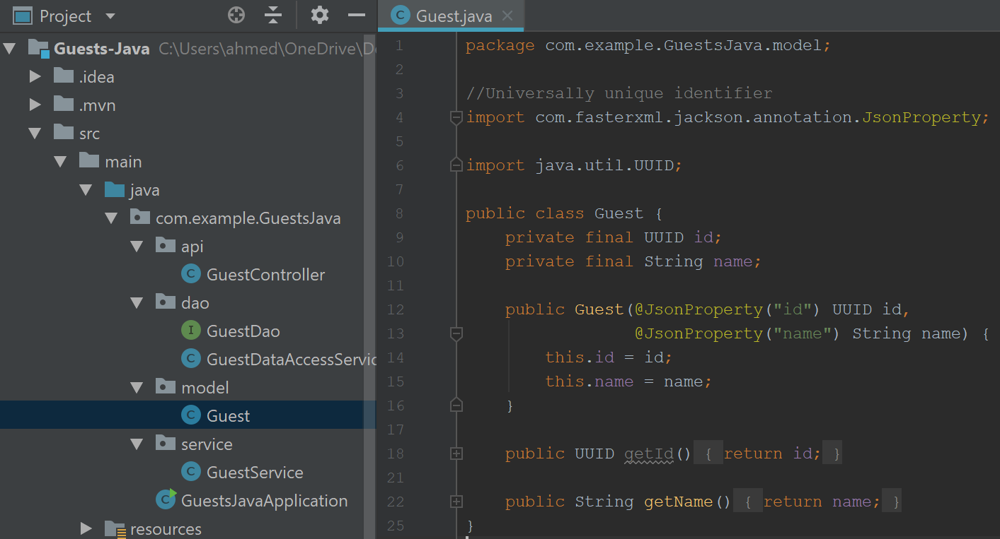 Project
Guests-Java C:\Users\ahmed\OneDrive\D
.idea
.mvn
src
main
java
com.example.GuestsJava
api
C GuestController
dao
I GuestDao
C GuestDataAccessServic
model
C Guest
service
C GuestService
C GuestsJavaApplication
resources
C Guest.java
1 package com.example.GuestsJava.model;
2
3 //Universally unique identifier
4 import com.fasterxml.jackson.annotation.JsonProperty;
5
6 import java.util.UUID;
7
8 public class Guest {
9 private final UUID id;
10 private final String name;
11
12 public Guest(@JsonProperty("id") UUID id,
13 @JsonProperty("name") String name) {
14 this.id = id;
15 this.name = name;
16 }
17
18 public UUID getId() { return id; }
21
22 public String getName() { return name; }
25 }